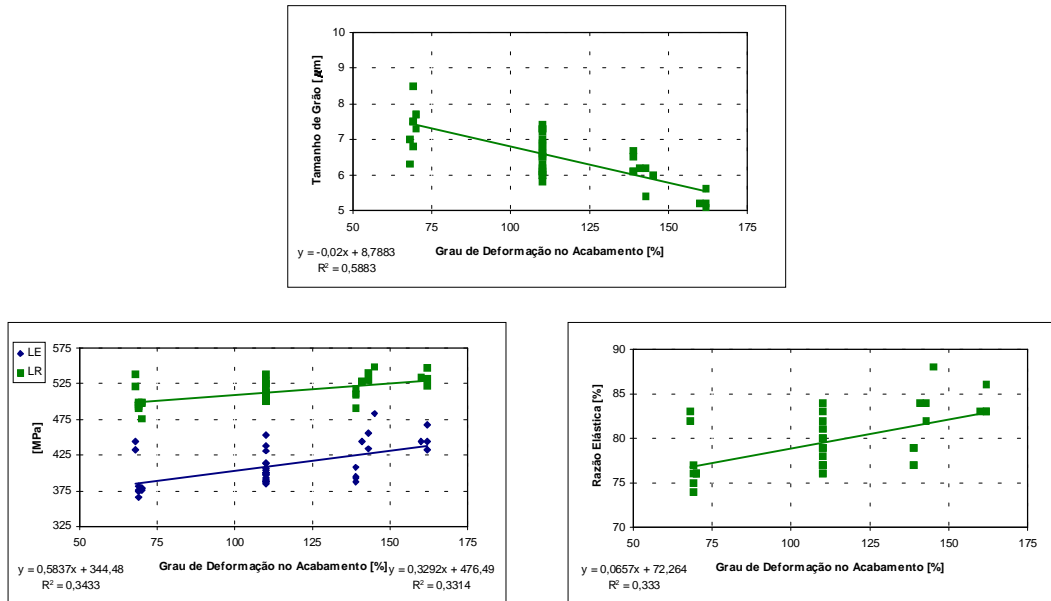 10
9
8
7
6
5
Tamanho de Grão [µm]
50 75 100 125 150 175
Grau de Deformação no Acabamento [%]
y = -0,02x + 8,7883
R² = 0,5883
LE
LR
575
525
475
425
375
325
[MPa]
50 75 100 125 150 175
Grau de Deformação no Acabamento [%]
y = 0,5837x + 344,48
R² = 0,3433
y = 0,3292x + 476,49
R² = 0,3314
90
85
80
75
70
Razão Elástica [%]
50 75 100 125 150 175
Grau de Deformação no Acabamento [%]
y = 0,0657x + 72,264
R² = 0,333